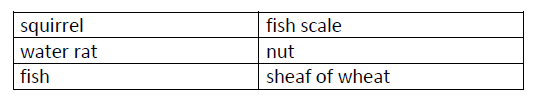 squirrel fish scale
water rat nut
fish sheaf of wheat